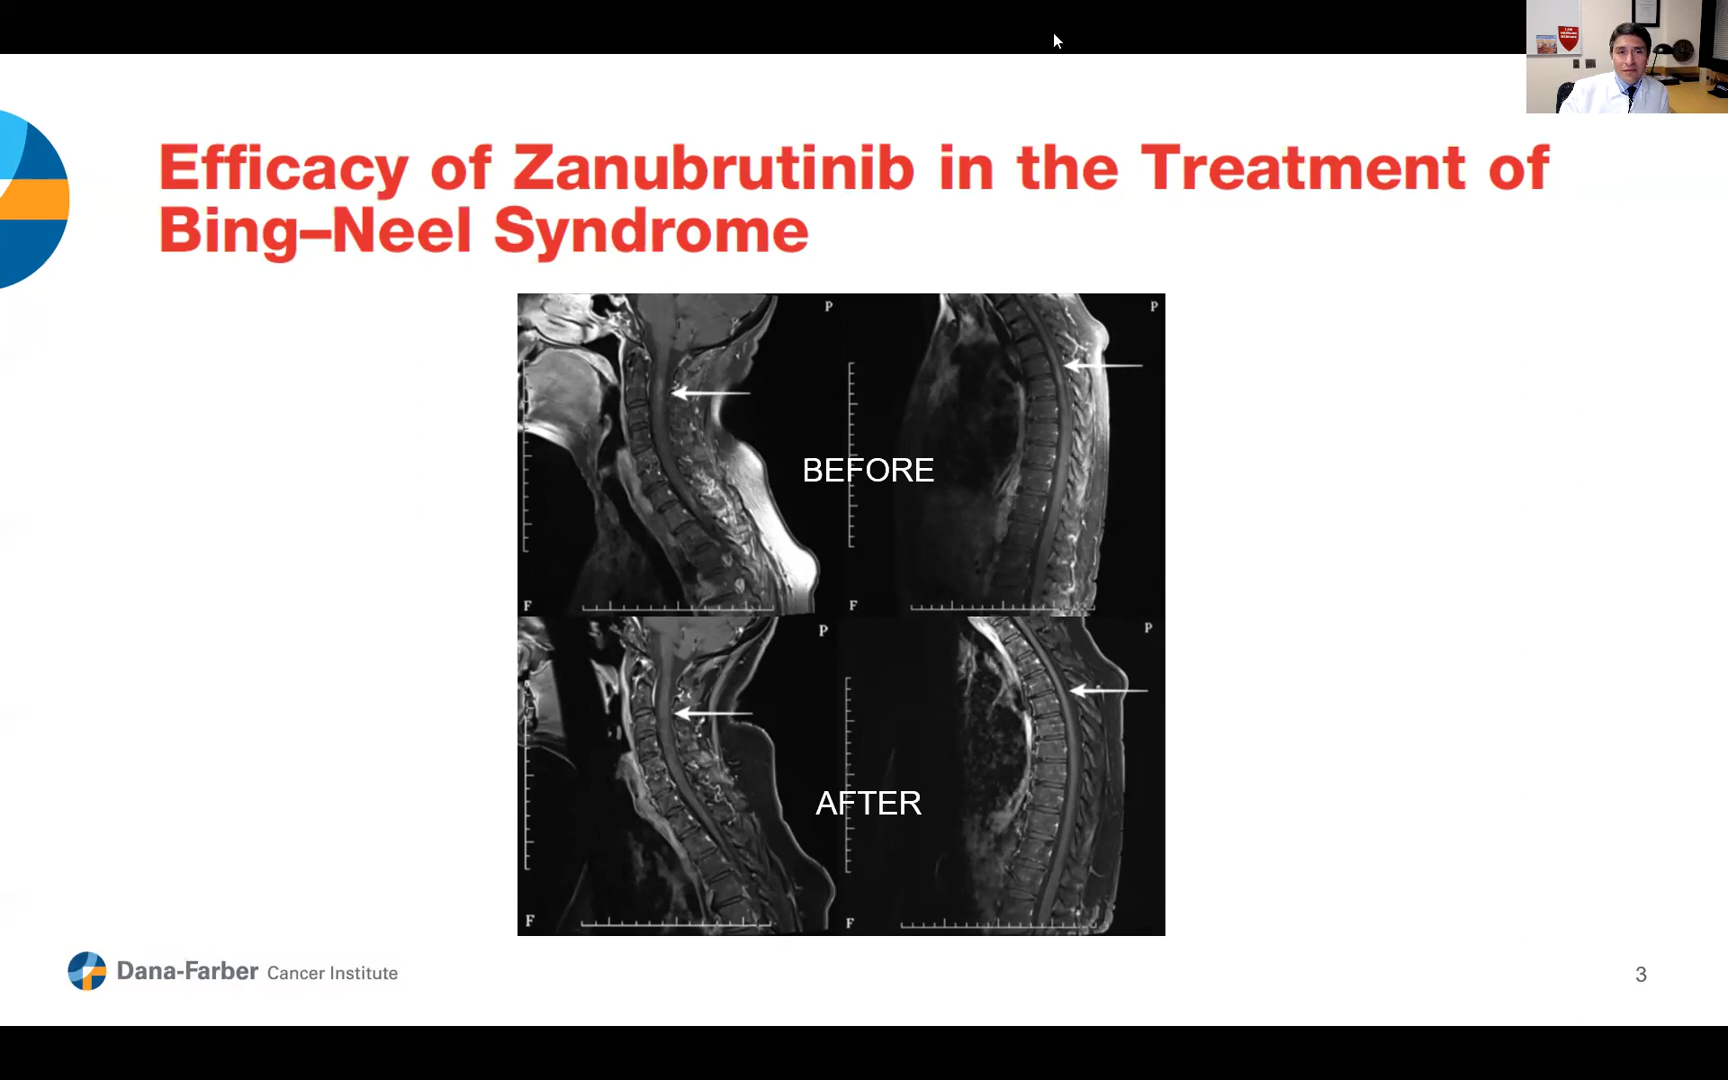 Efficacy of Zanubrutinib in the Treatment of
Bing–Neel Syndrome
P
P
BEFORE
F
F
P
P
AFTER
F
F
Dana-Farber Cancer Institute
3